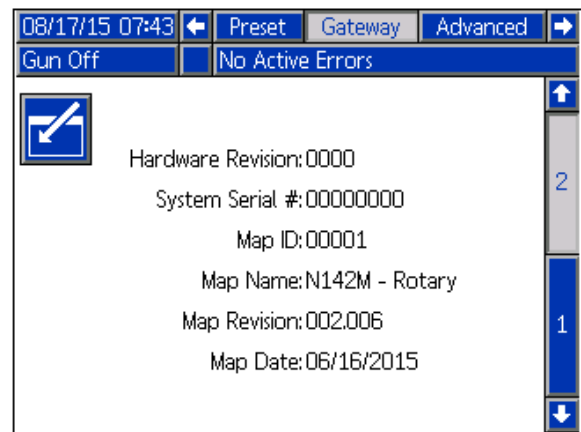 08/17/15 07:43 Preset Gateway Advanced
Gun Off No Active Errors
Hardware Revision:0000
2
System Serial #:00000000
Map ID:00001
Map Name:N142M - Rotary
Map Revision:002.006
1
Map Date:06/16/2015